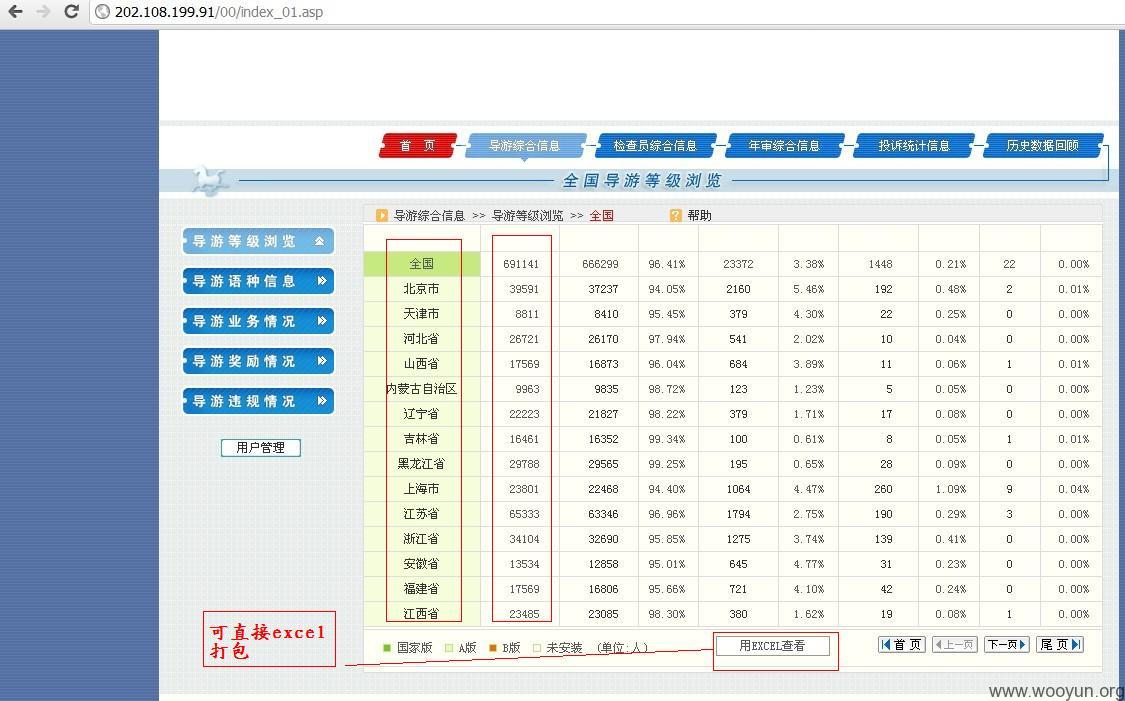 202.108.199.91/00/index_01.asp
首 页 导游综合信息 检查员综合信息 年审综合信息 投诉统计信息 历史数据回顾
全国导游等级浏览
导游综合信息 >> 导游等级浏览 >> 全国 ? 帮助
导游等级浏览
导游语种信息
导游业务情况
导游奖励情况
导游违规情况
用户管理
全国 691141 666299 96.41% 23372 3.38% 1448 0.21% 22 0.00%
北京市 39591 37237 94.05% 2160 5.46% 192 0.48% 2 0.01%
天津市 8811 8410 95.45% 379 4.30% 22 0.25% 0 0.00%
河北省 26721 26170 97.94% 541 2.02% 10 0.04% 0 0.00%
山西省 17569 16873 96.04% 684 3.89% 11 0.06% 1 0.01%
内蒙古自治区 9963 9835 98.72% 123 1.23% 5 0.05% 0 0.00%
辽宁省 22223 21827 98.22% 379 1.71% 17 0.08% 0 0.00%
吉林省 16461 16352 99.34% 100 0.61% 8 0.05% 1 0.01%
黑龙江省 29788 29565 99.25% 195 0.65% 28 0.09% 0 0.00%
上海市 23801 22468 94.40% 1064 4.47% 260 1.09% 9 0.04%
江苏省 65333 63346 96.96% 1794 2.75% 190 0.29% 3 0.00%
浙江省 34104 32690 95.85% 1275 3.74% 139 0.41% 0 0.00%
安徽省 13534 12858 95.01% 645 4.77% 31 0.23% 0 0.00%
福建省 17569 16806 95.66% 721 4.10% 42 0.24% 0 0.00%
江西省 23485 23085 98.30% 380 1.62% 19 0.08% 1 0.00%
可直接excel
打包
国家版 A版 B版 未安装 (单位:人) 用EXCEL查看 首 页 上一页 下一页 尾 页
www.wooyun.org